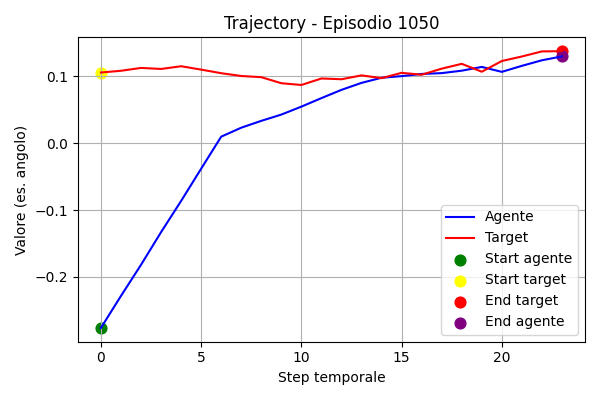 Trajectory - Episodio 1050
Valore (es. angolo)
0.1
0.0
−0.1
−0.2
0
5
10
15
20
Step temporale
Agente
Target
Start agente
Start target
End target
End agente